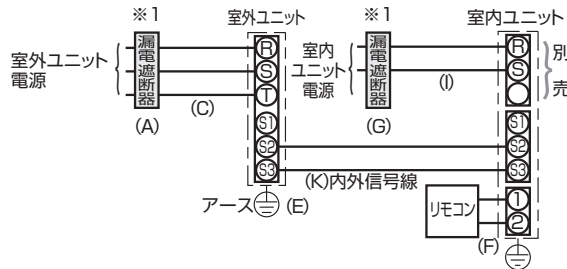 ※1
室外ユニット
※1
室内ユニット
室外ユニット
電源
漏電遮断器
(A)
(C)
R
S
T
S1
S2
S3
アース
(E)
室内
ユニット
電源
漏電遮断器
(G)
(I)
R
S
別
売
S1
S2
S3
(K)内外信号線
リモコン
1
2
(F)